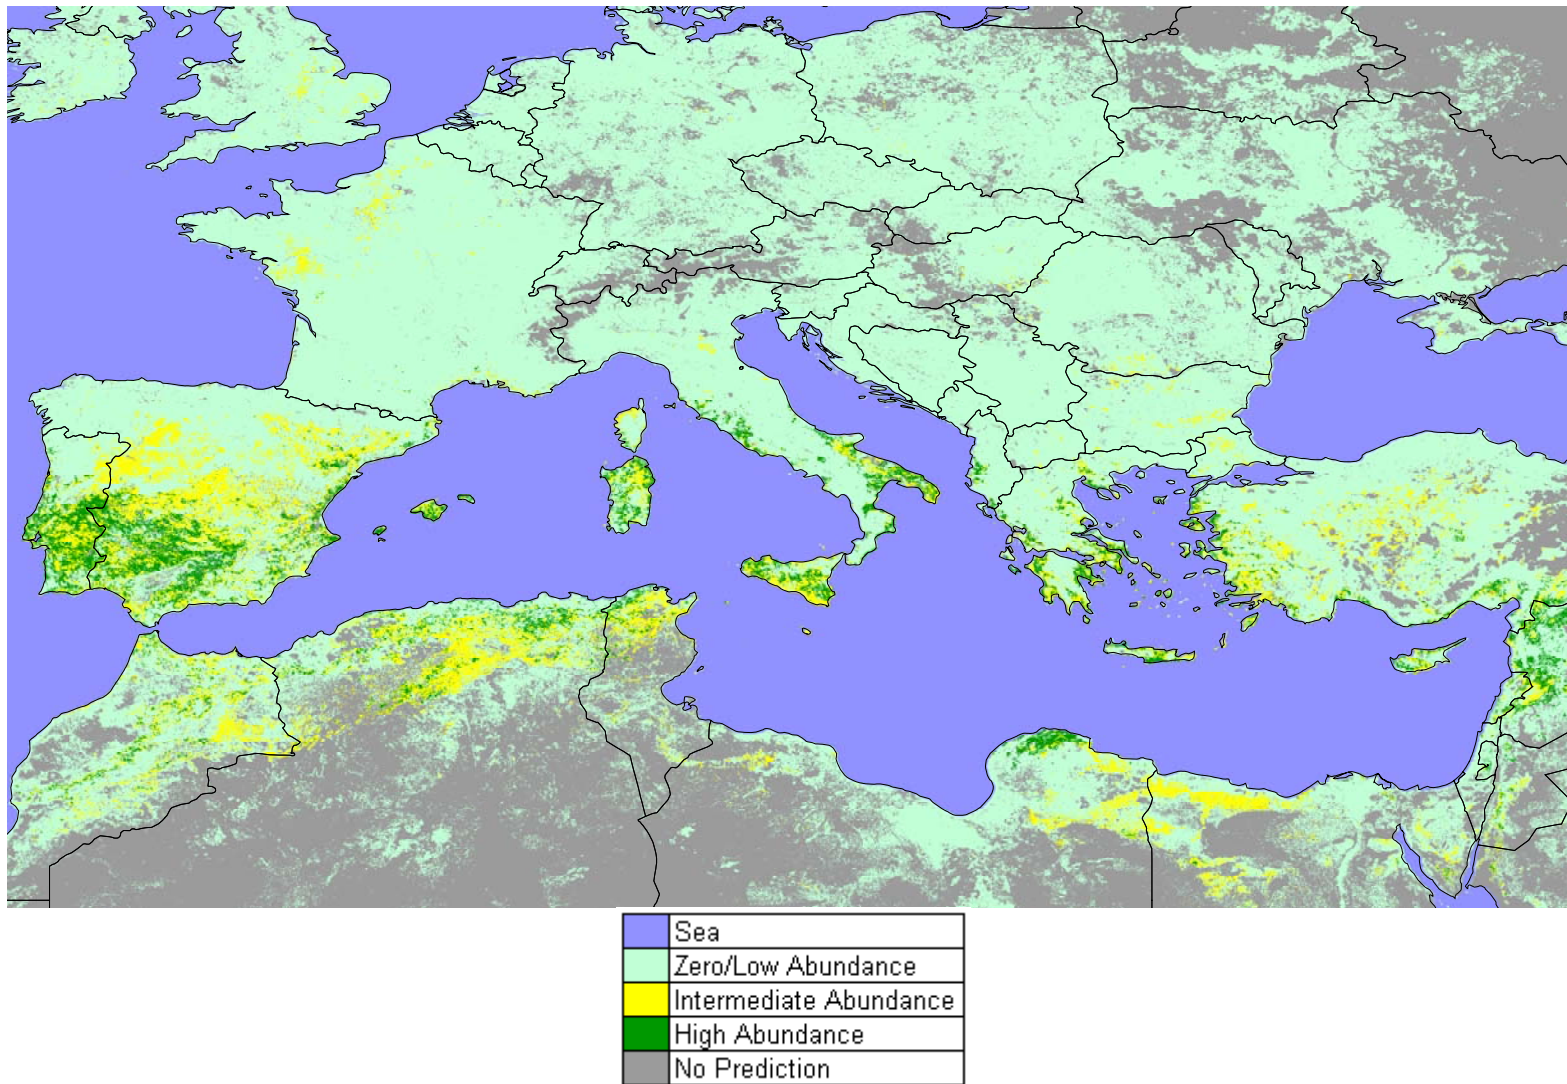 Sea
Zero/Low Abundance
Intermediate Abundance
High Abundance
No Prediction